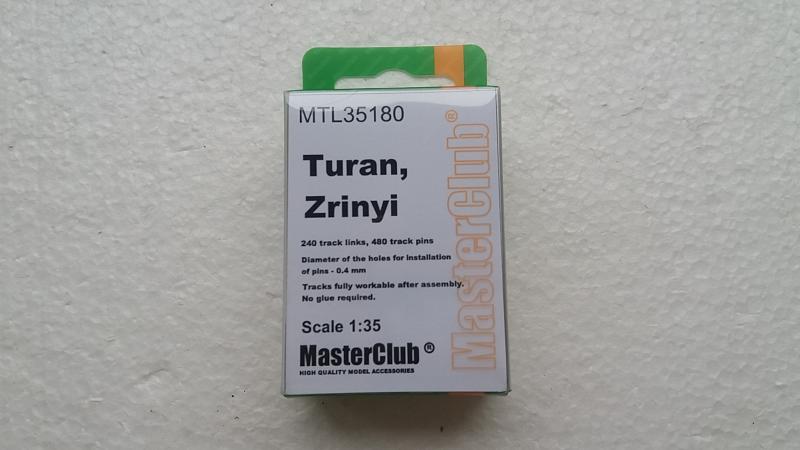 MTL35180
Turan,
Zrinyi
240 track links, 480 track pins
Diameter of the holes for installation
of pins - 0.4 mm
Tracks fully workable after assembly.
No glue required.
Scale 1:35
MasterClub®
HIGH QUALITY MODEL ACCESSORIES
MasterClub®